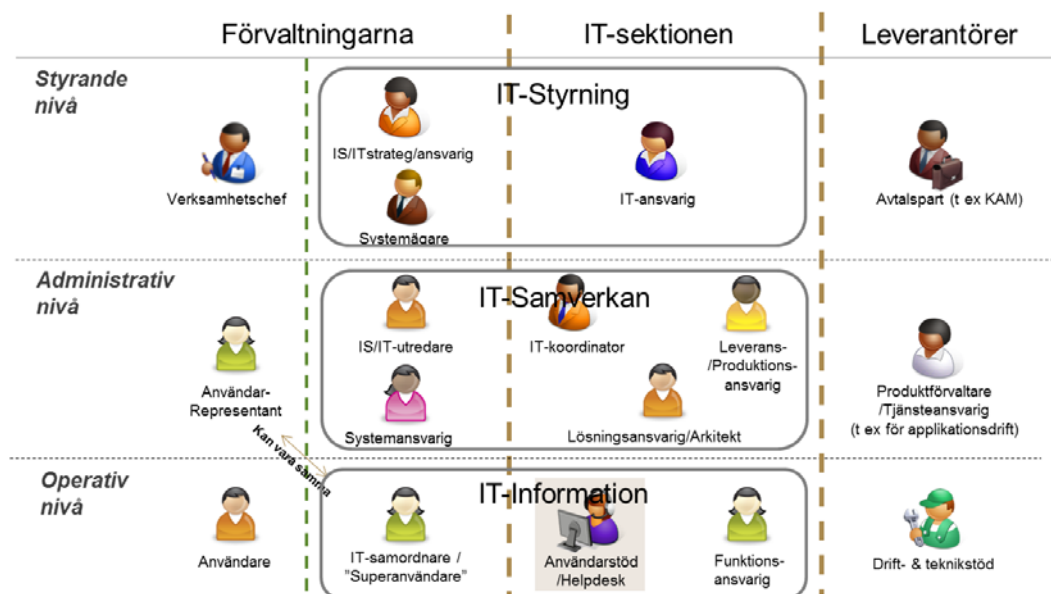 Förvaltningarna
IT-sektionen
Leverantörer
Styrande
nivå
IT-Styrning
Verksamhetschef
IS/ITstrateg/ansvarig
Systemägare
IT-ansvarig
Avtalspart (t ex KAM)
Administrativ
nivå
IT-Samverkan
Användar-
Representant
IS/IT-utredare
Systemansvarig
IT-koordinator
Leverans-
/Produktions-
ansvarig
Lösningsansvarig/Arkitekt
Produktförvaltare
/Tjänsteansvarig
(t ex för applikationsdrift)
Kan vara samma
Operativ
nivå
IT-Information
Användare
IT-samordnare /
"Superanvändare"
Användarstöd
/Helpdesk
Funktions-
ansvarig
Drift- & teknikstöd